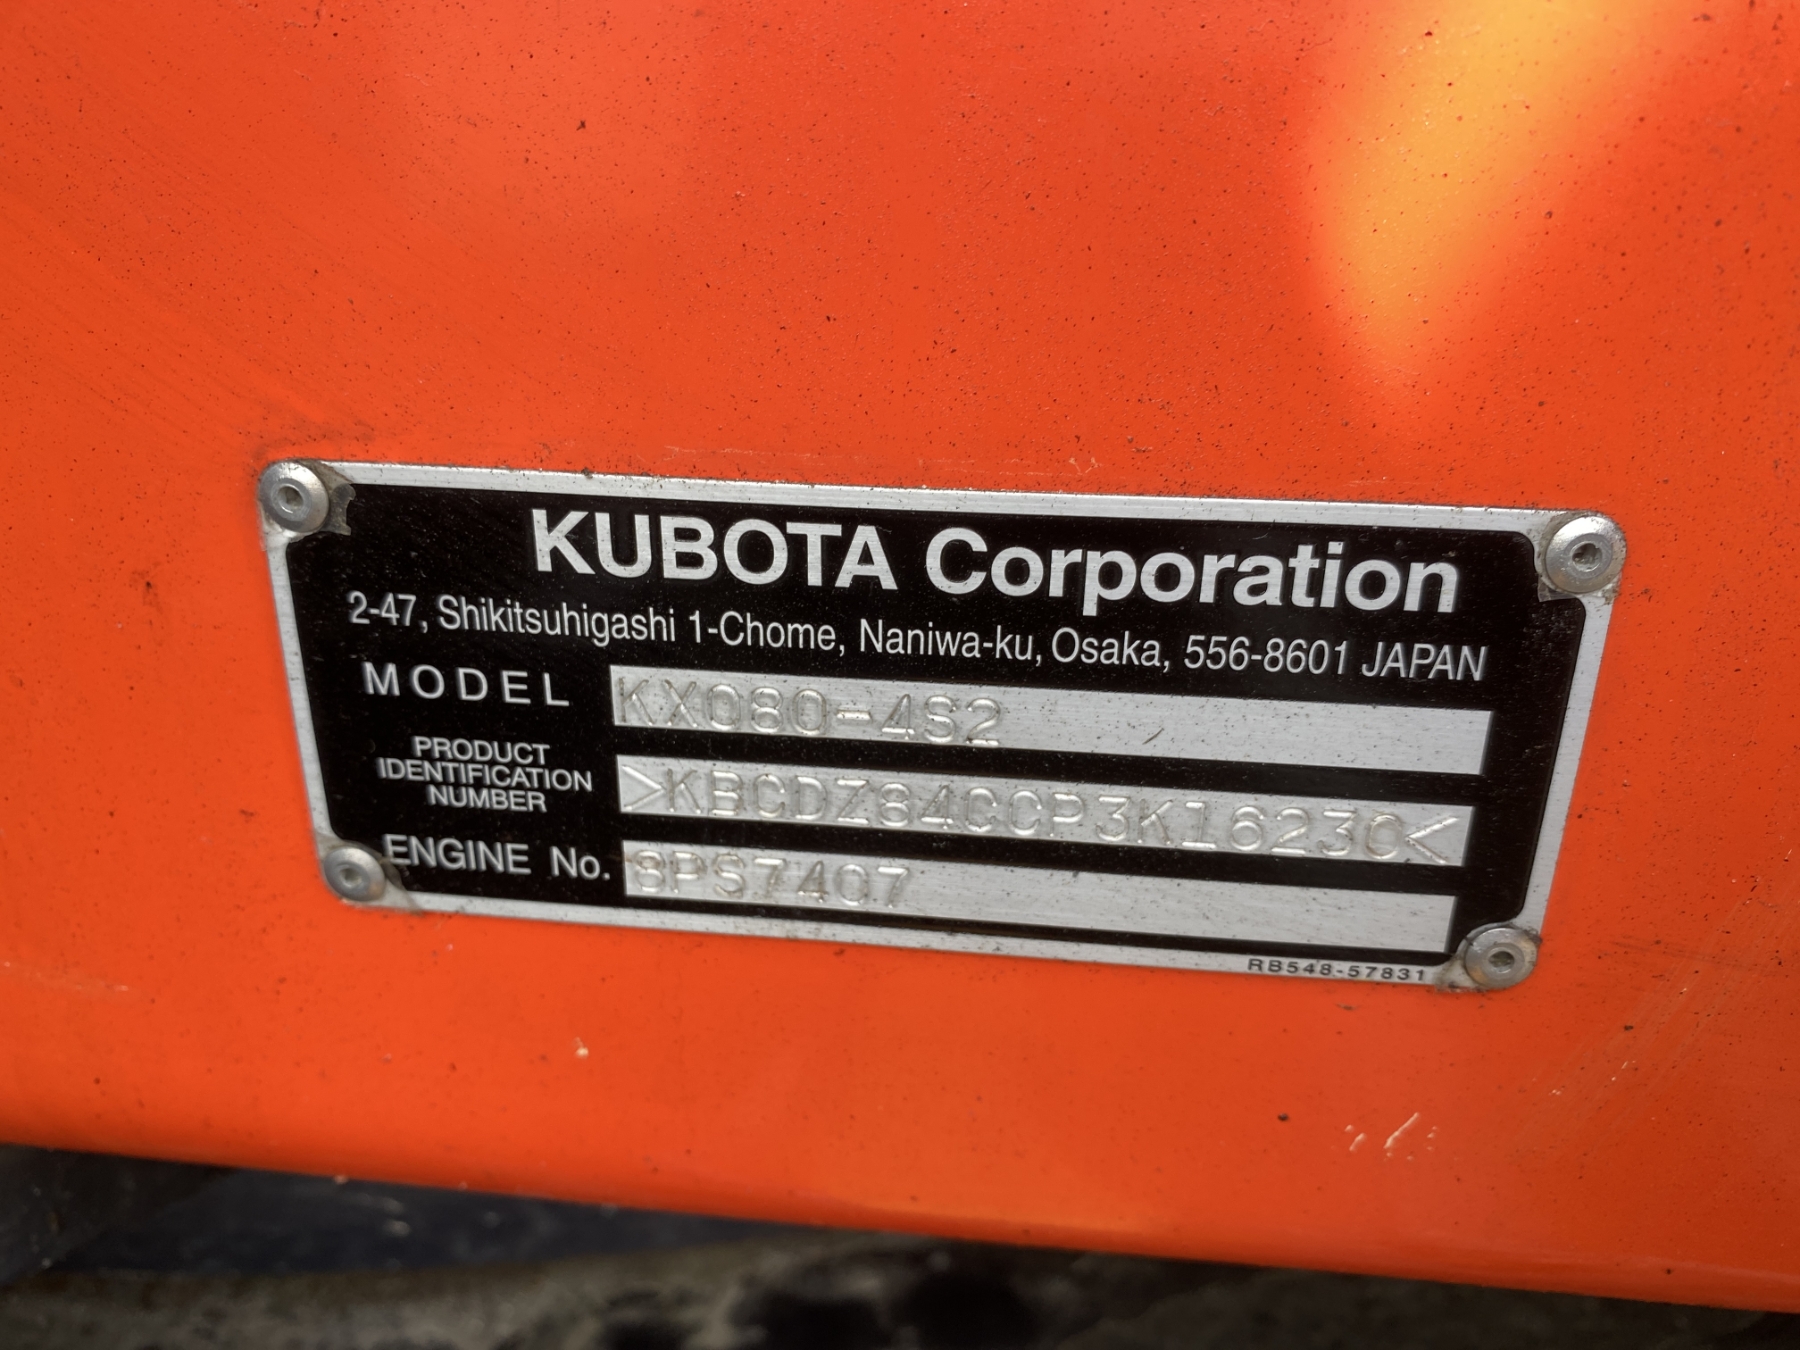 KUBOTA Corporation
2-47, Shikitsuhigashi 1-Chome, Naniwa-ku, Osaka, 556-8601 JAPAN
MODEL KX080-4S2
PRODUCT
IDENTIFICATION
NUMBER
>KBCDZ84CCP3K16230<
ENGINE No. 8PS7407
RB548-57831